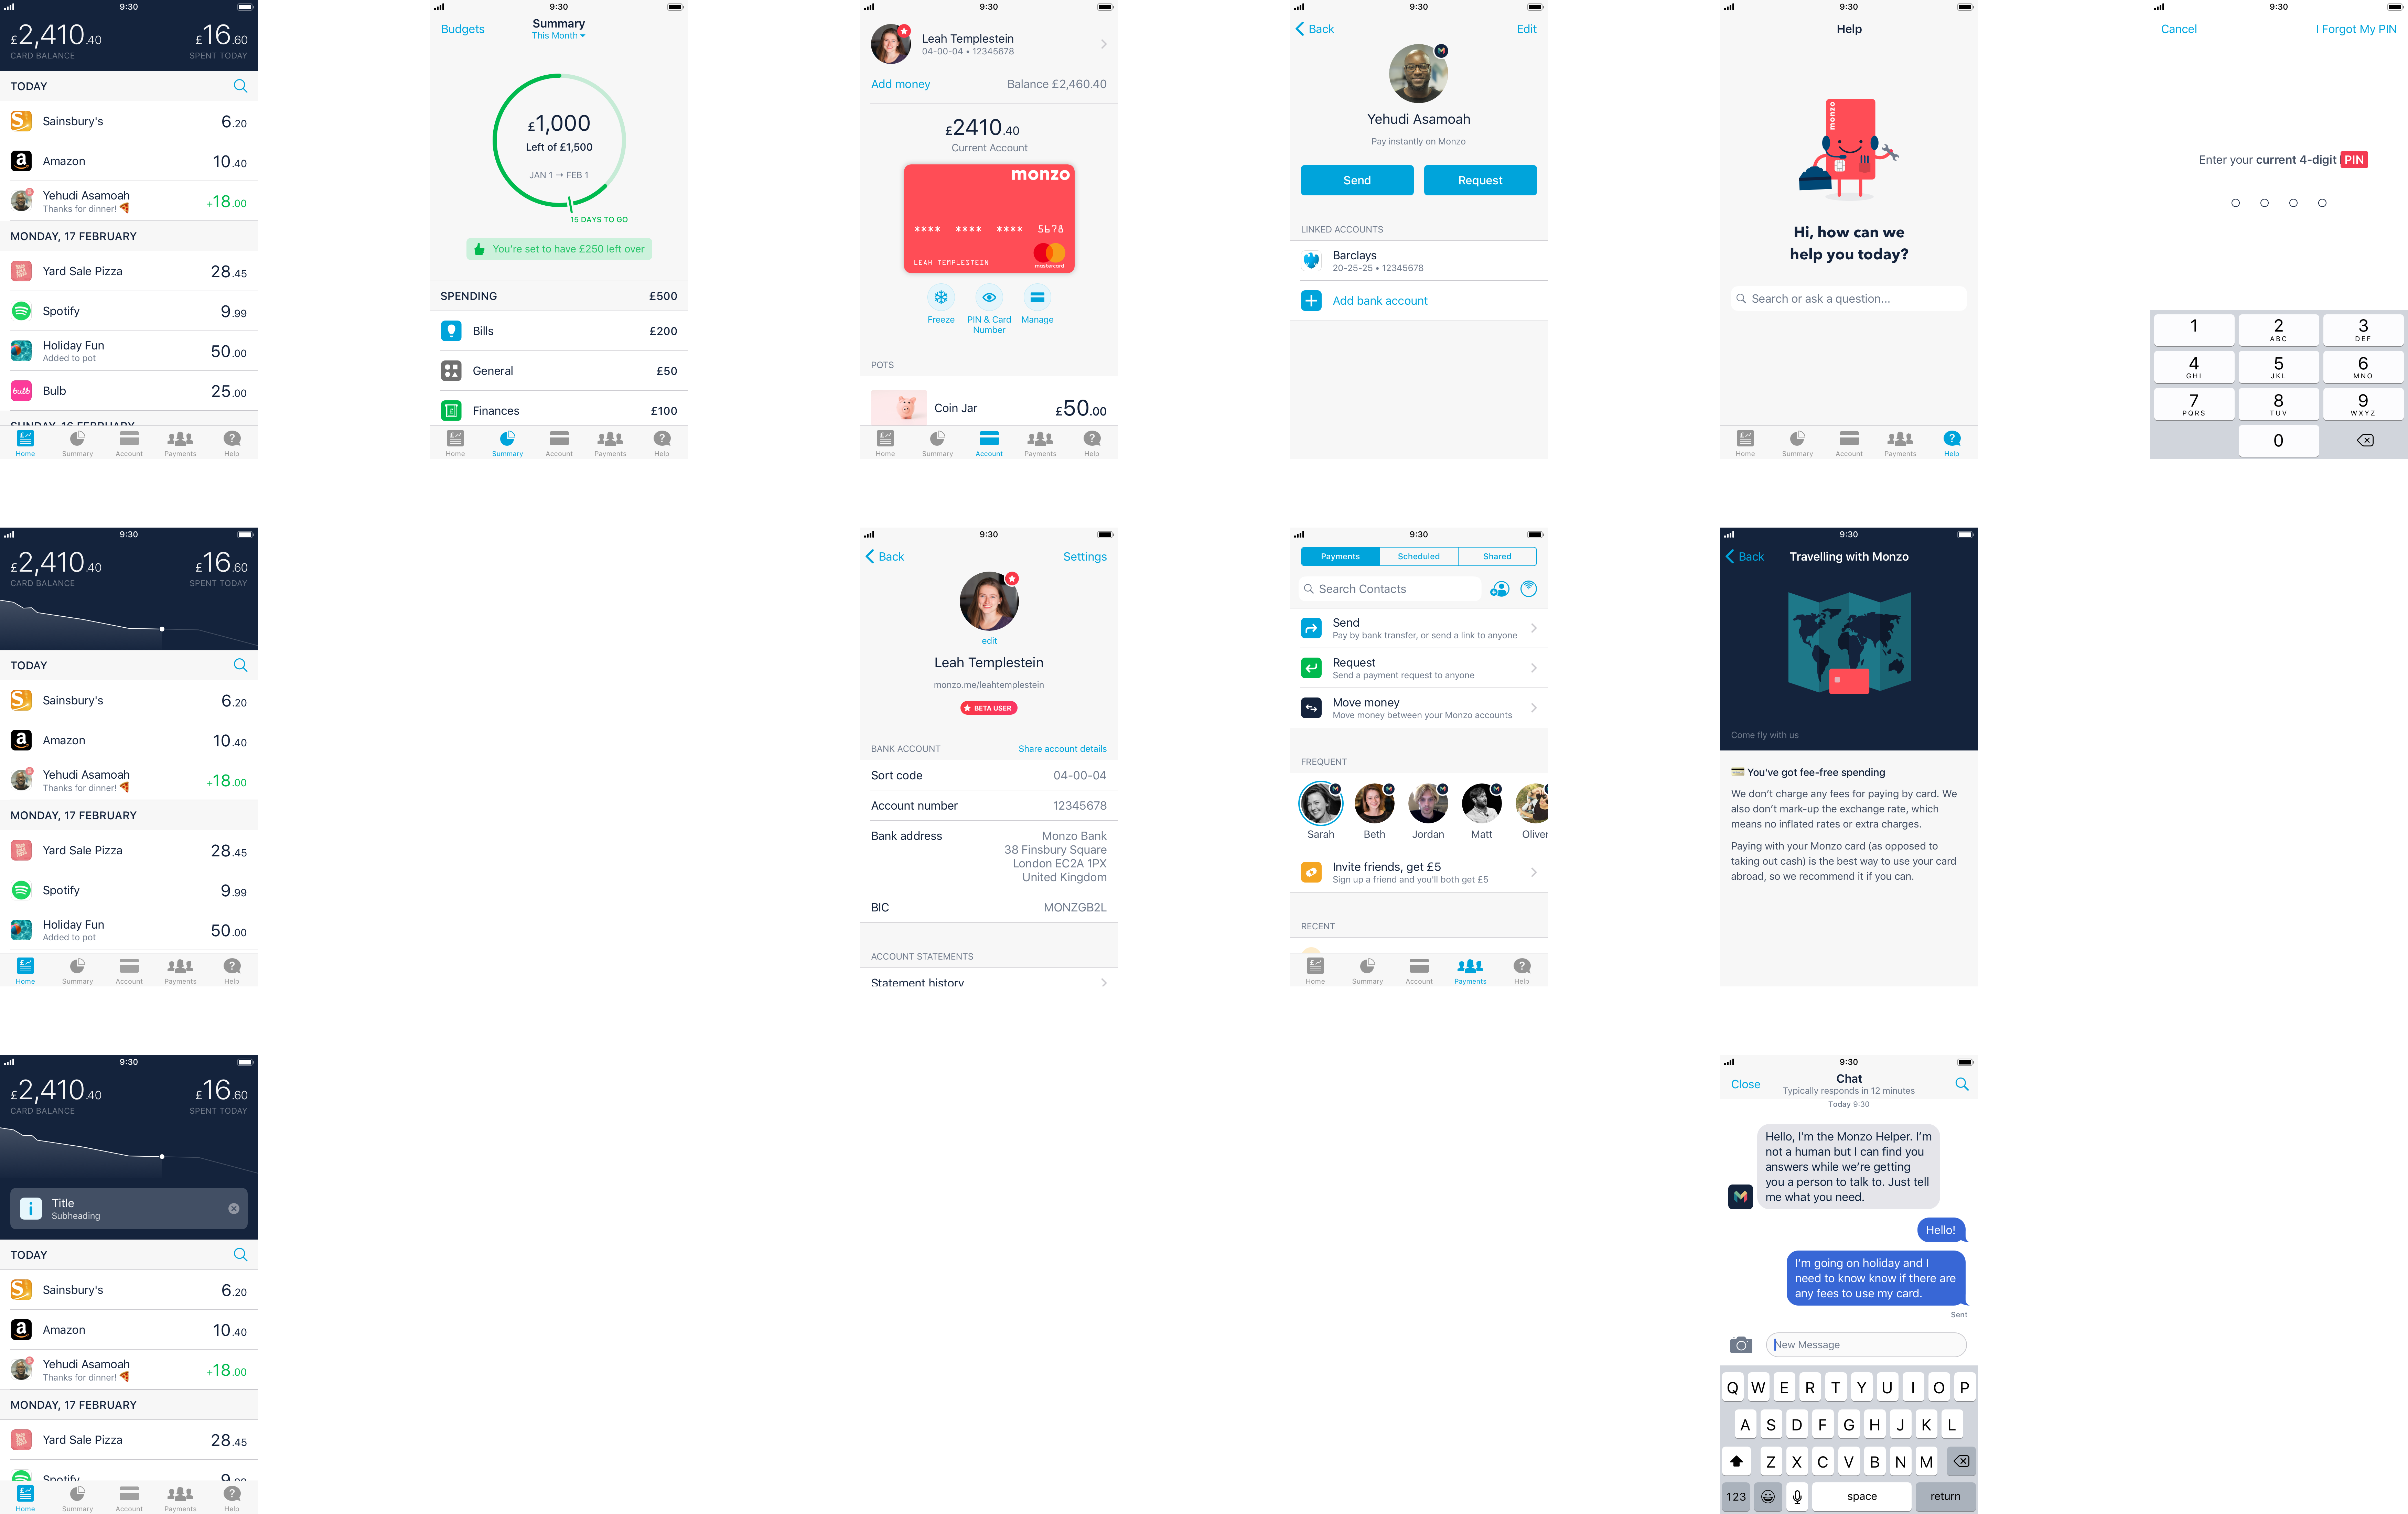 9:30
£2,410.40
£16.60
CARD BALANCE
SPENT TODAY
TODAY
Sainsbury's
6.20
Amazon
10.40
Yehudi Asamoah
Thanks for dinner! 🍕
+18.00
MONDAY, 17 FEBRUARY
Yard Sale Pizza
28.45
Spotify
9.99
Holiday Fun
Added to pot
50.00
bulb
Bulb
25.00
SUNDAY, 16 FEBRUARY
Home
Summary
Account
Payments
Help
9:30
Budgets
Summary
This Month
£1,000
Left of £1,500
JAN 1 → FEB 1
15 DAYS TO GO
You're set to have £250 left over
SPENDING
£500
Bills
£200
General
£50
Finances
£100
Home
Summary
Account
Payments
Help
9:30
Leah Templestein
04-00-04 • 12345678
Add money
Balance £2,460.40
£2410.40
Current Account
monzo
**** **** **** 5678
LEAH TEMPLESTEIN
mastercard
Freeze
PIN & Card
Number
Manage
POTS
Coin Jar
£50.00
Home
Summary
Account
Payments
Help
9:30
Back
Edit
Yehudi Asamoah
Pay instantly on Monzo
Send
Request
LINKED ACCOUNTS
Barclays
20-25-25 • 12345678
Add bank account
9:30
Help
monzo
Hi, how can we
help you today?
Search or ask a question...
Home
Summary
Account
Payments
Help
9:30
Cancel
I Forgot My PIN
Enter your current 4-digit PIN
1
2
ABC
3
DEF
4
GHI
5
JKL
6
MNO
7
PQRS
8
TUV
9
WXYZ
0
9:30
£2,410.40
£16.60
CARD BALANCE
SPENT TODAY
TODAY
Sainsbury's
6.20
Amazon
10.40
Yehudi Asamoah
Thanks for dinner! 🍕
+18.00
MONDAY, 17 FEBRUARY
Yard Sale Pizza
28.45
Spotify
9.99
Holiday Fun
Added to pot
50.00
Home
Summary
Account
Payments
Help
9:30
Back
Settings
edit
Leah Templestein
monzo.me/leahtemplestein
BETA USER
BANK ACCOUNT
Share account details
Sort code
04-00-04
Account number
12345678
Bank address
Monzo Bank
38 Finsbury Square
London EC2A 1PX
United Kingdom
BIC
MONZGB2L
ACCOUNT STATEMENTS
Statement history
9:30
Payments
Scheduled
Shared
Search Contacts
Send
Pay by bank transfer, or send a link to anyone
Request
Send a payment request to anyone
Move money
Move money between your Monzo accounts
FREQUENT
Sarah
Beth
Jordan
Matt
Oliver
Invite friends, get £5
Sign up a friend and you'll both get £5
RECENT
Home
Summary
Account
Payments
Help
9:30
Back
Travelling with Monzo
Come fly with us
💳 You've got fee-free spending
We don't charge any fees for paying by card. We
also don't mark-up the exchange rate, which
means no inflated rates or extra charges.
Paying with your Monzo card (as opposed to
taking out cash) is the best way to use your card
abroad, so we recommend it if you can.
9:30
£2,410.40
£16.60
CARD BALANCE
SPENT TODAY
Title
Subheading
TODAY
Sainsbury's
6.20
Amazon
10.40
Yehudi Asamoah
Thanks for dinner! 🍕
+18.00
MONDAY, 17 FEBRUARY
Yard Sale Pizza
28.45
Spotify
9.99
Home
Summary
Account
Payments
Help
9:30
Close
Chat
Typically responds in 12 minutes
Today 9:30
Hello, I'm the Monzo Helper. I'm
not a human but I can find you
answers while we're getting
you a person to talk to. Just tell
me what you need.
Hello!
I'm going on holiday and I
need to know know if there are
any fees to use my card.
Sent
New Message
Q W E R T Y U I O P
A S D F G H J K L
Z X C V B N M
123
space
return